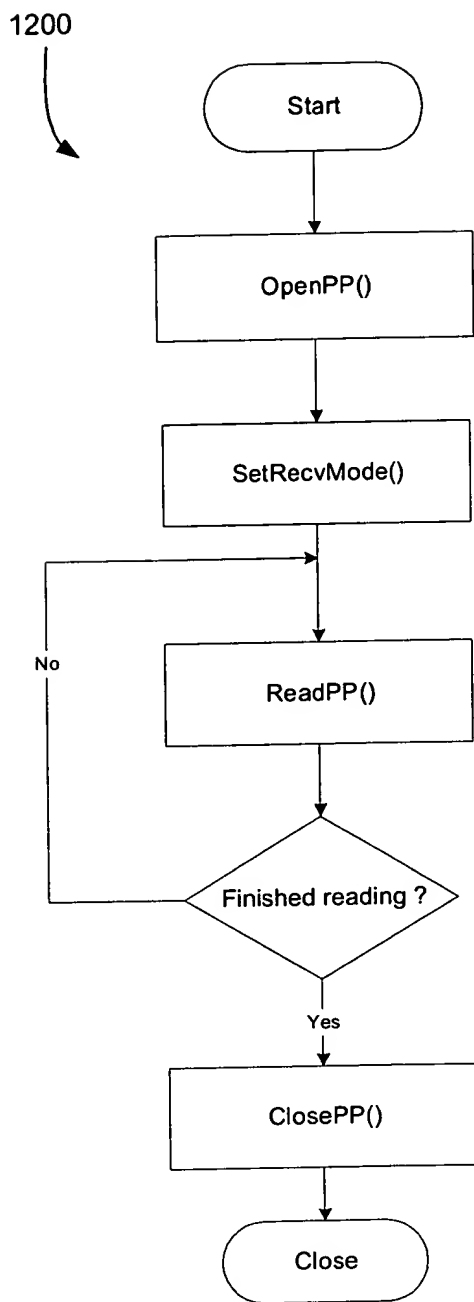 1200
Start
OpenPP()
SetRecvMode()
No
ReadPP()
Finished reading ?
Yes
ClosePP()
Close